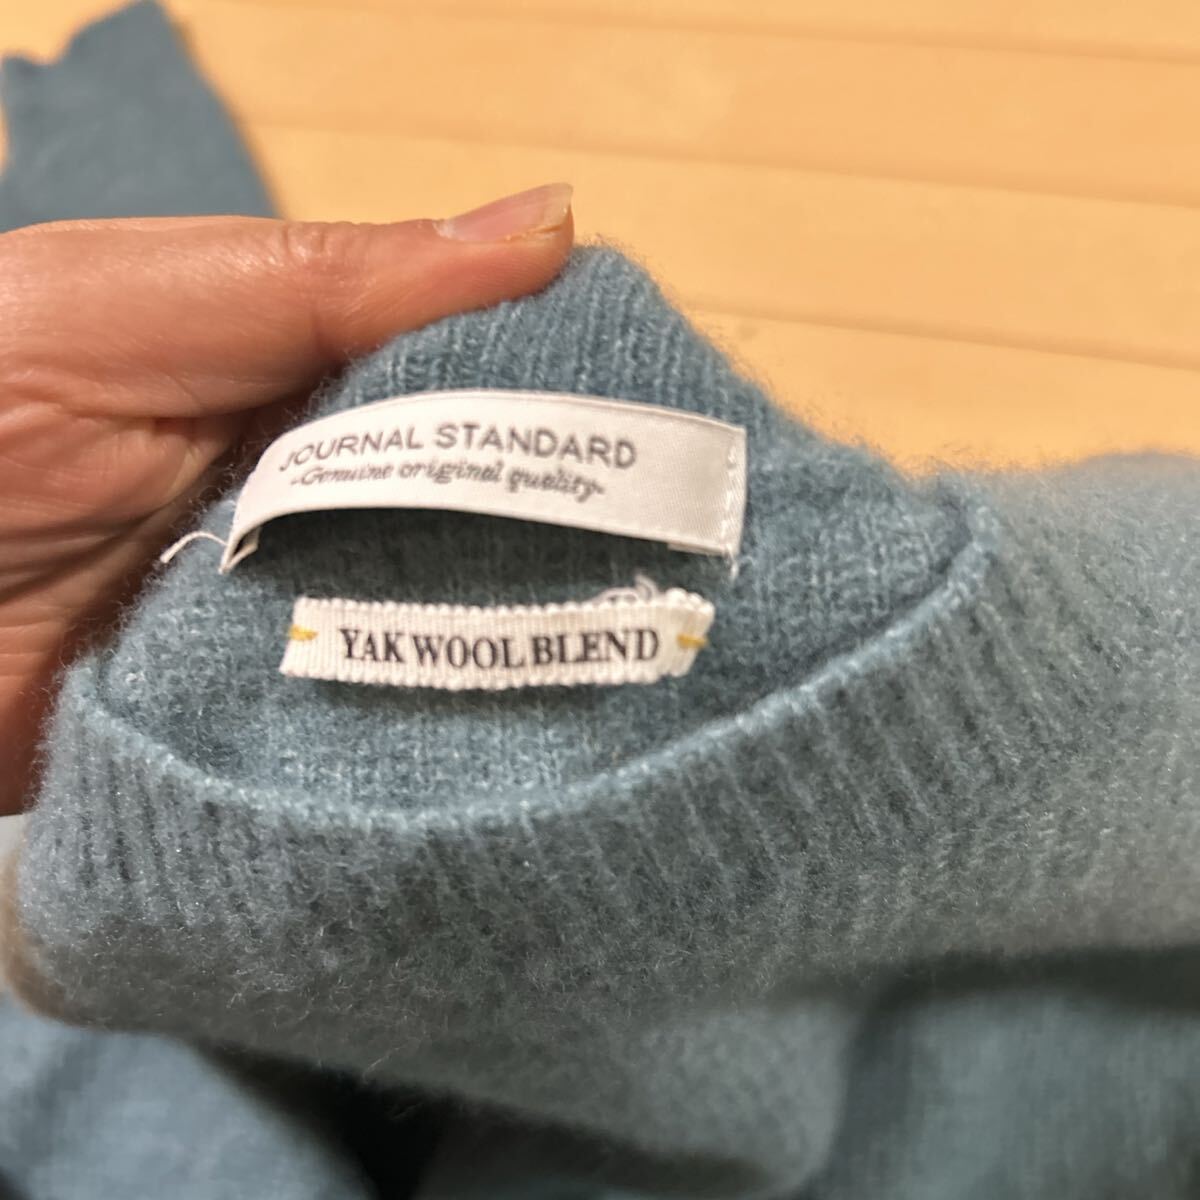 JOURNAL STANDARD
-Genuine original quality-
YAK WOOL BLEND